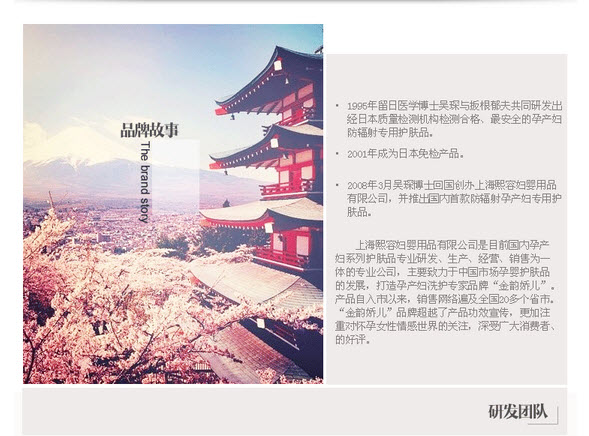 品牌故事
The brand story
• 1995年留日医学博士吴琛与扳根郁夫共同研发出
经日本质量检测机构检测合格、最安全的孕产妇
防辐射专用护肤品。
• 2001年成为日本免检产品。
• 2008年3月吴琛博士回国创办上海熙容妇婴用品
有限公司，并推出国内首款防辐射孕产妇专用护
肤品。
上海熙容妇婴用品有限公司是目前国内孕产
妇系列护肤品专业研发、生产、经营、销售为一
体的专业公司，主要致力于中国市场孕婴护肤品
的发展，打造孕产妇洗护专家品牌“金韵娇儿”。
产品自入市以来，销售网络遍及全国20多个省市。
“金韵娇儿”品牌超越了产品功效宣传，更加注
重对怀孕女性情感世界的关注，深受广大消费者、
的好评。
研发团队